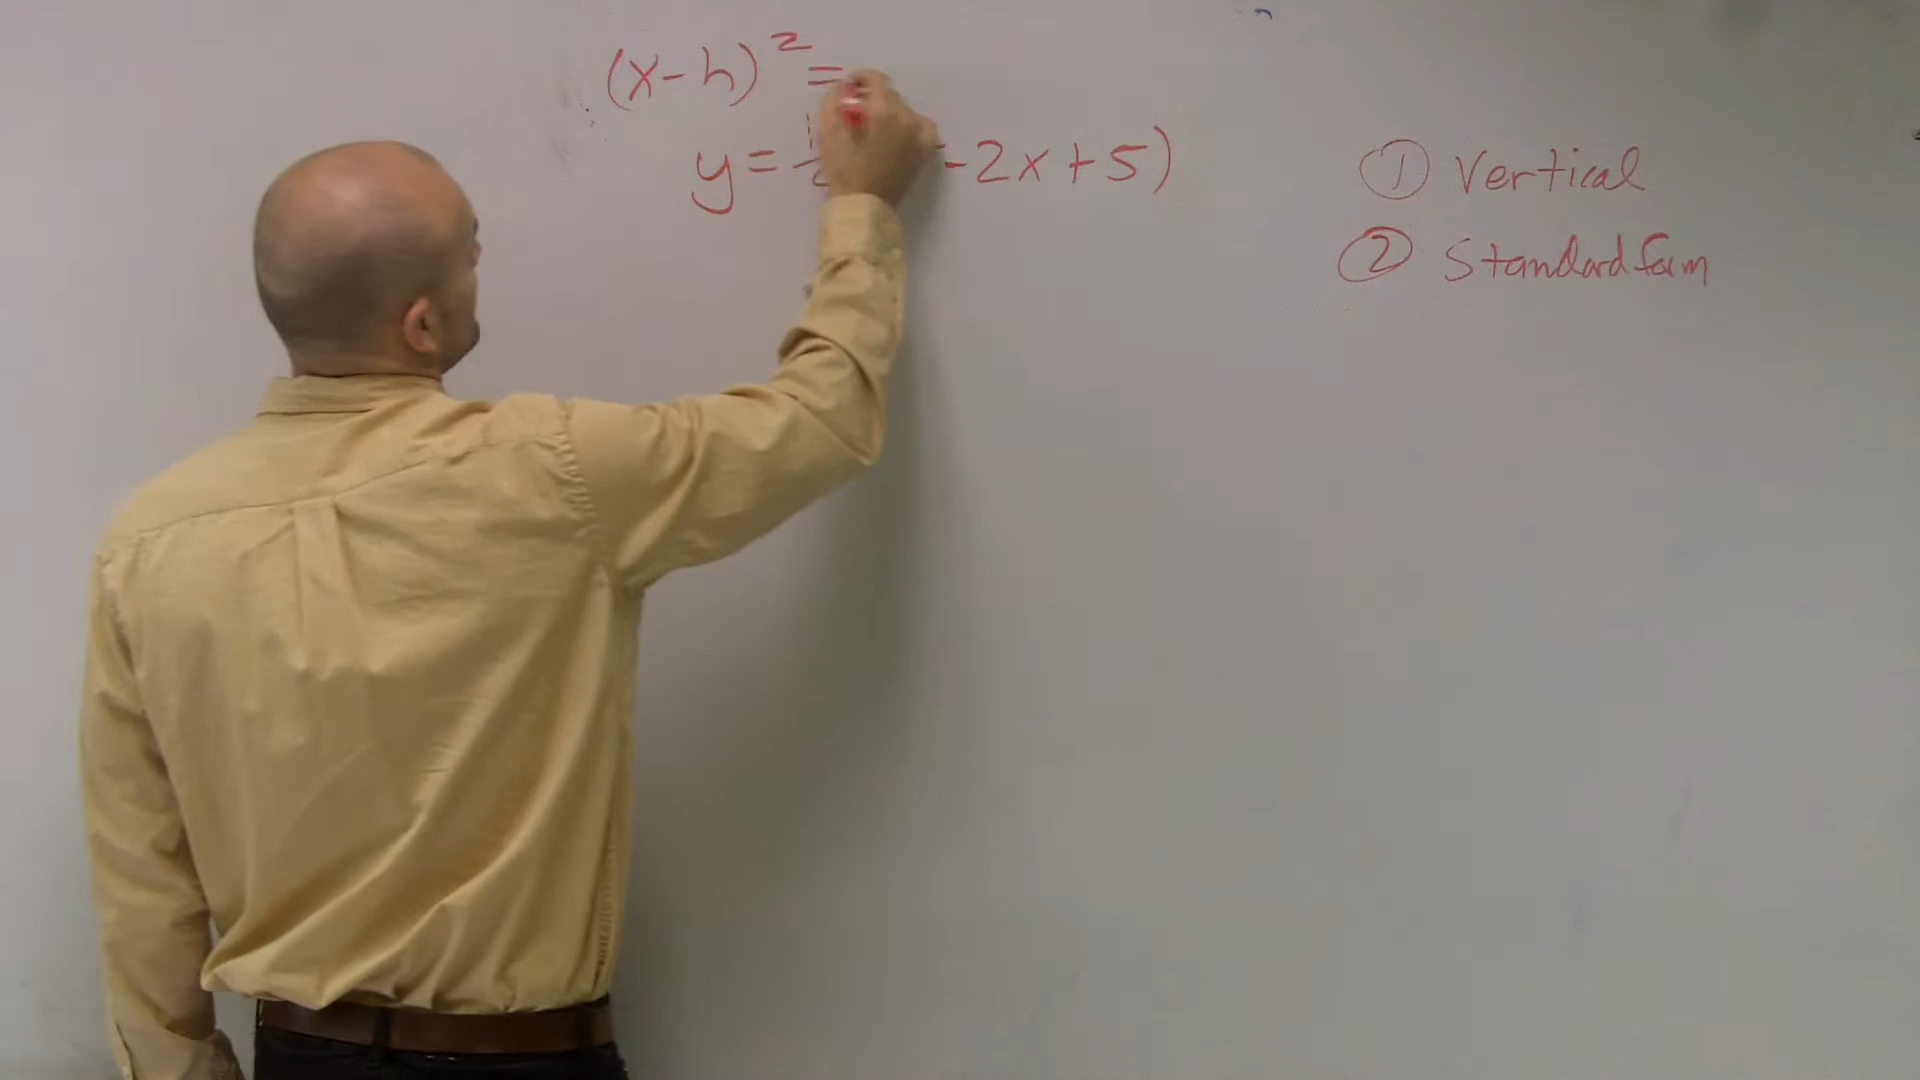 (x-h)² =
y = -2x+5)
① Vertical
② Standard form